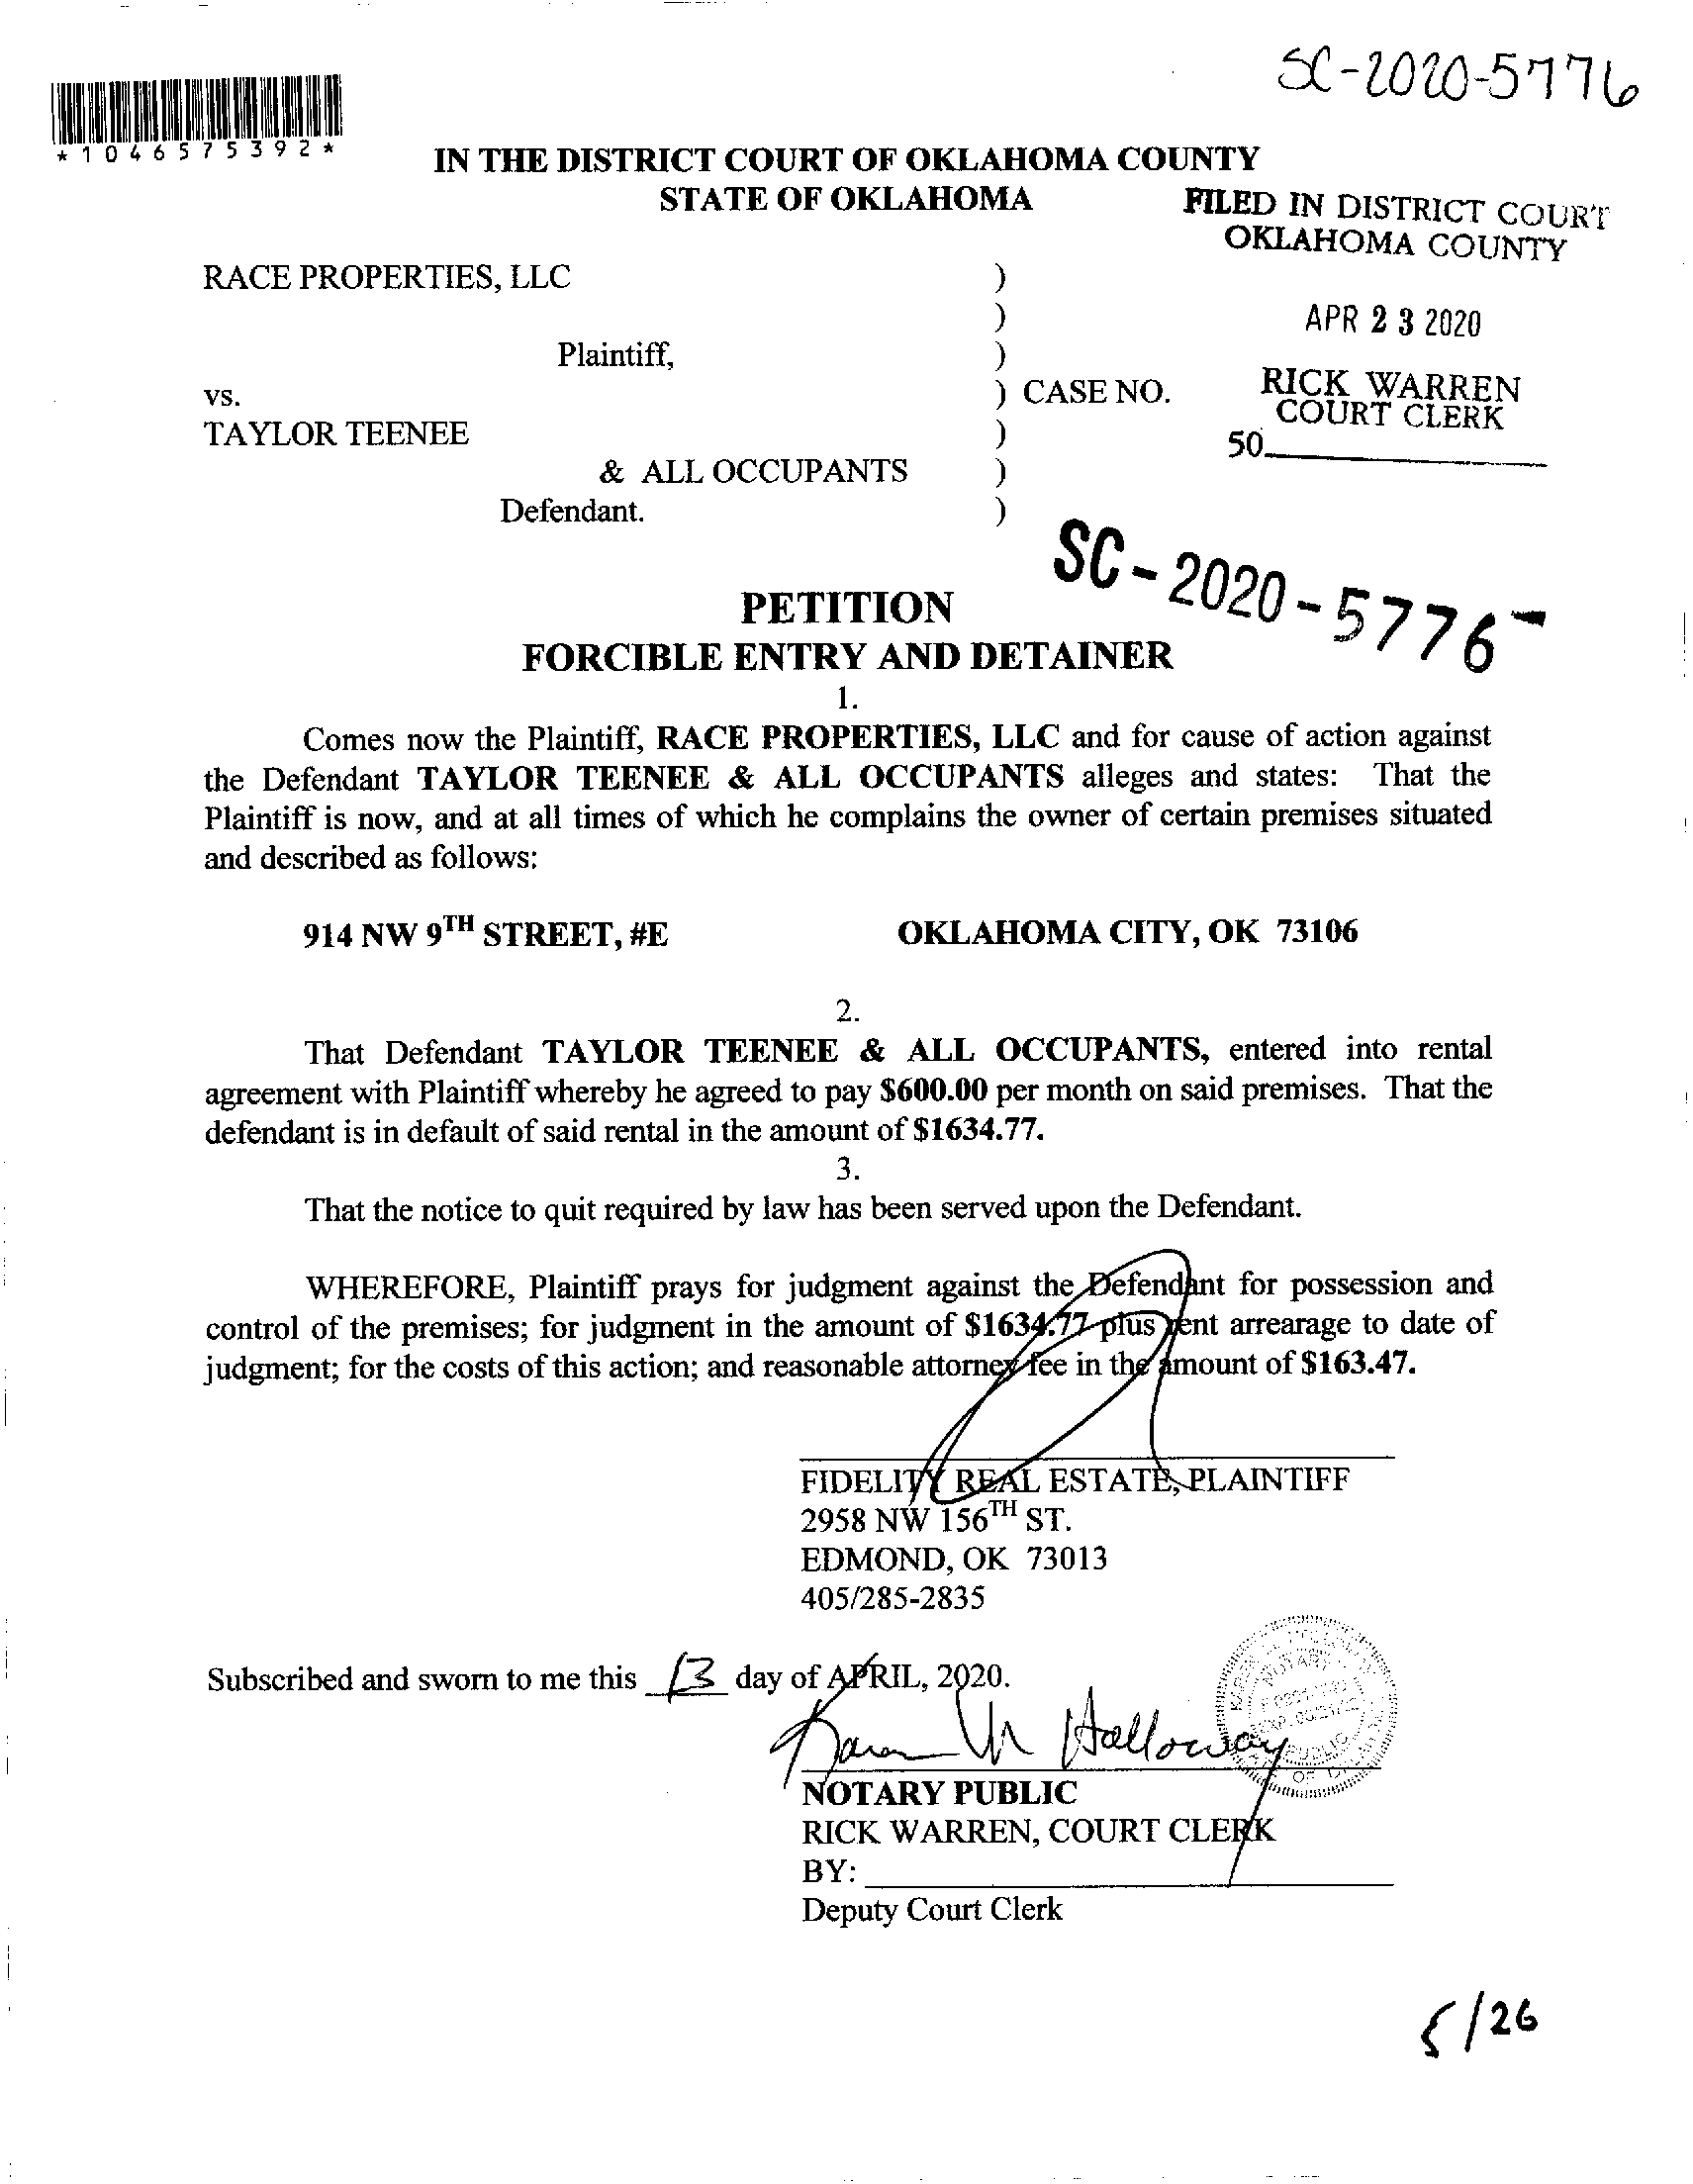 SC-2020-5776
*1046575392*
IN THE DISTRICT COURT OF OKLAHOMA COUNTY
STATE OF OKLAHOMA
FILED IN DISTRICT COURT
OKLAHOMA COUNTY
RACE PROPERTIES, LLC )
)
APR 23 2020
Plaintiff, )
vs. ) CASE NO.
RICK WARREN
COURT CLERK
TAYLOR TEENEE )
50
& ALL OCCUPANTS )
Defendant. )
SC-2020-5776-
PETITION
FORCIBLE ENTRY AND DETAINER
1.
Comes now the Plaintiff, RACE PROPERTIES, LLC and for cause of action against
the Defendant TAYLOR TEENEE & ALL OCCUPANTS alleges and states: That the
Plaintiff is now, and at all times of which he complains the owner of certain premises situated
and described as follows:
914 NW 9TH STREET, #E OKLAHOMA CITY, OK 73106
2.
That Defendant TAYLOR TEENEE & ALL OCCUPANTS, entered into rental
agreement with Plaintiff whereby he agreed to pay $600.00 per month on said premises. That the
defendant is in default of said rental in the amount of $1634.77.
3.
That the notice to quit required by law has been served upon the Defendant.
WHEREFORE, Plaintiff prays for judgment against the Defendant for possession and
control of the premises; for judgment in the amount of $1634.77 plus rent arrearage to date of
judgment; for the costs of this action; and reasonable attorney fee in the amount of $163.47.
FIDELITY REAL ESTATE, PLAINTIFF
2958 NW 156TH ST.
EDMOND, OK 73013
405/285-2835
Subscribed and sworn to me this 13 day of APRIL, 2020.
Karen M Holloway
NOTARY PUBLIC
RICK WARREN, COURT CLERK
BY:
Deputy Court Clerk
5/26